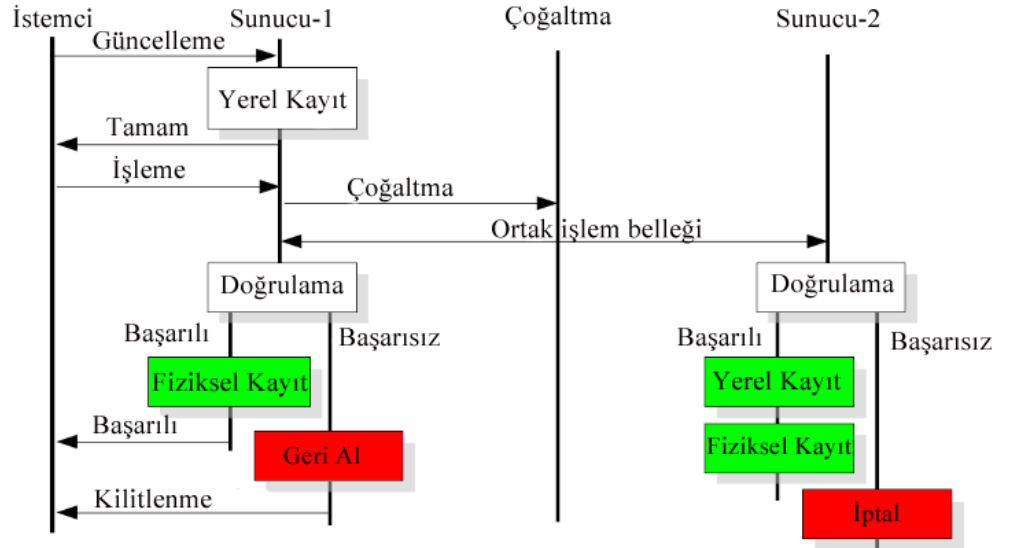 İstemci
Sunucu-1
Çoğaltma
Sunucu-2
Güncelleme
Yerel Kayıt
Tamam
İşleme
Çoğaltma
Ortak işlem belleği
Doğrulama
Doğrulama
Başarılı
Başarısız
Başarılı
Başarısız
Fiziksel Kayıt
Yerel Kayıt
Başarılı
Geri Al
Fiziksel Kayıt
Kilitlenme
İptal